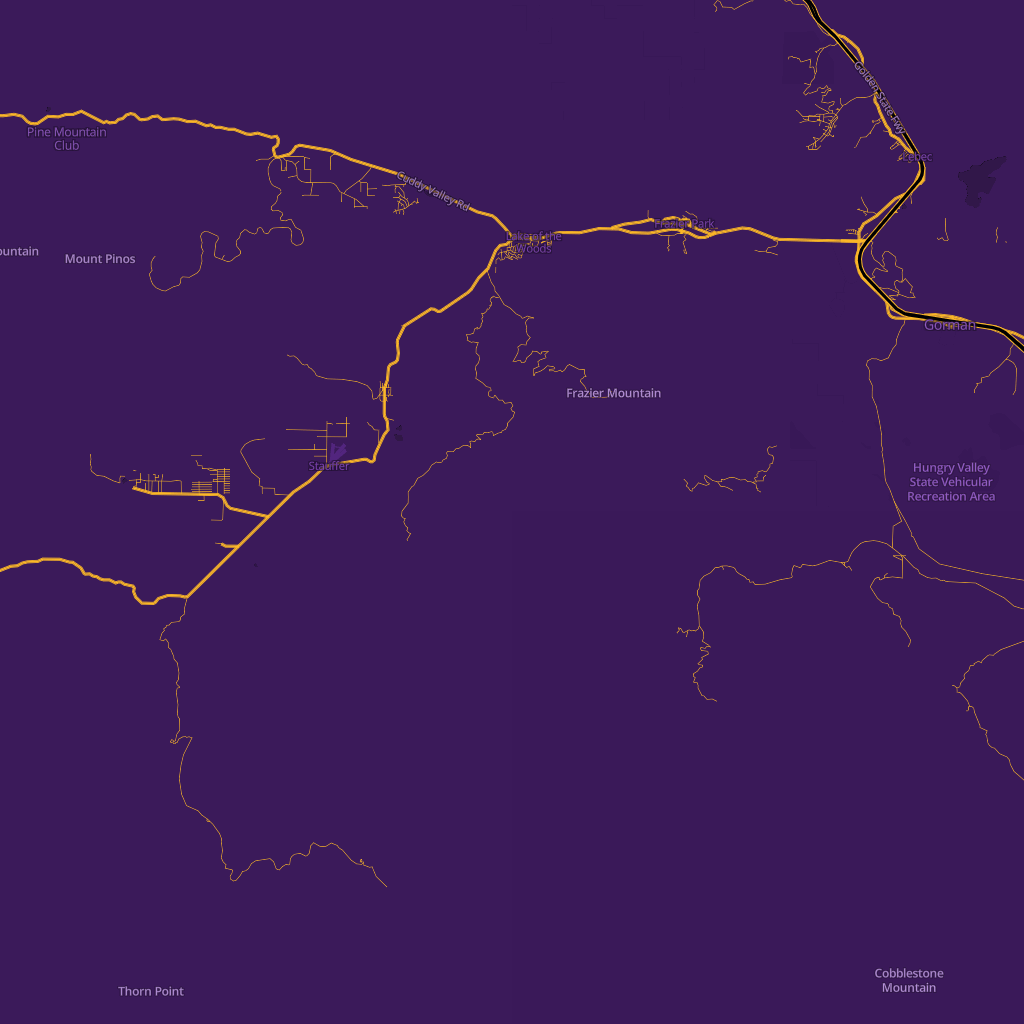 Golden State Fwy
Pine Mountain
Club
Lebec
Cuddy Valley Rd
Frazier Park
Lake of the
Woods
ountain
Mount Pinos
Gorman
Frazier Mountain
Stauffer
Hungry Valley
State Vehicular
Recreation Area
Cobblestone
Mountain
Thorn Point